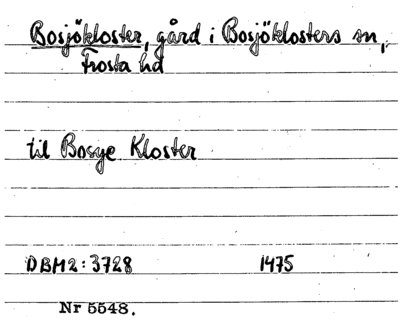 Bosjökloster, gård i Bosjöklosters sn,
Frosta hd
til Bosye Kloster
DBM2:3728 1475
Nr 5548.